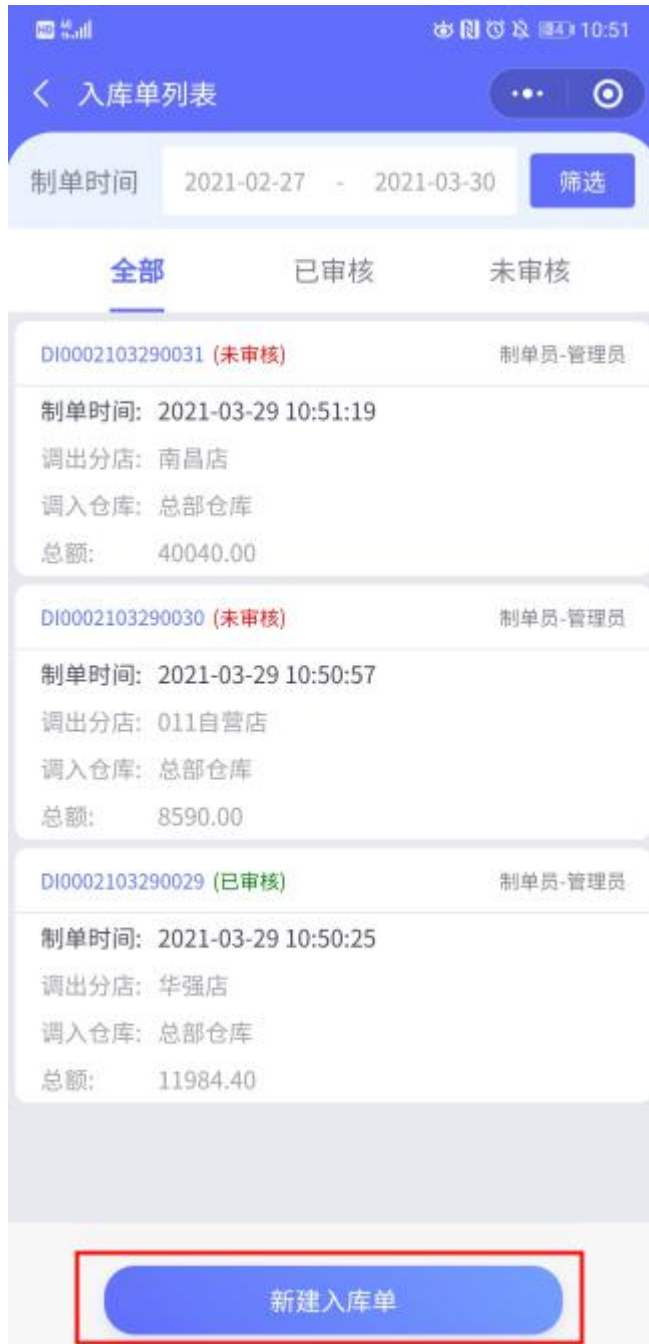 10:51
入库单列表
制单时间 2021-02-27 - 2021-03-30 筛选
全部 已审核 未审核
DI0002103290031 (未审核) 制单员-管理员
制单时间: 2021-03-29 10:51:19
调出分店: 南昌店
调入仓库: 总部仓库
总额: 40040.00
DI0002103290030 (未审核) 制单员-管理员
制单时间: 2021-03-29 10:50:57
调出分店: 011自营店
调入仓库: 总部仓库
总额: 8590.00
DI0002103290029 (已审核) 制单员-管理员
制单时间: 2021-03-29 10:50:25
调出分店: 华强店
调入仓库: 总部仓库
总额: 11984.40
新建入库单